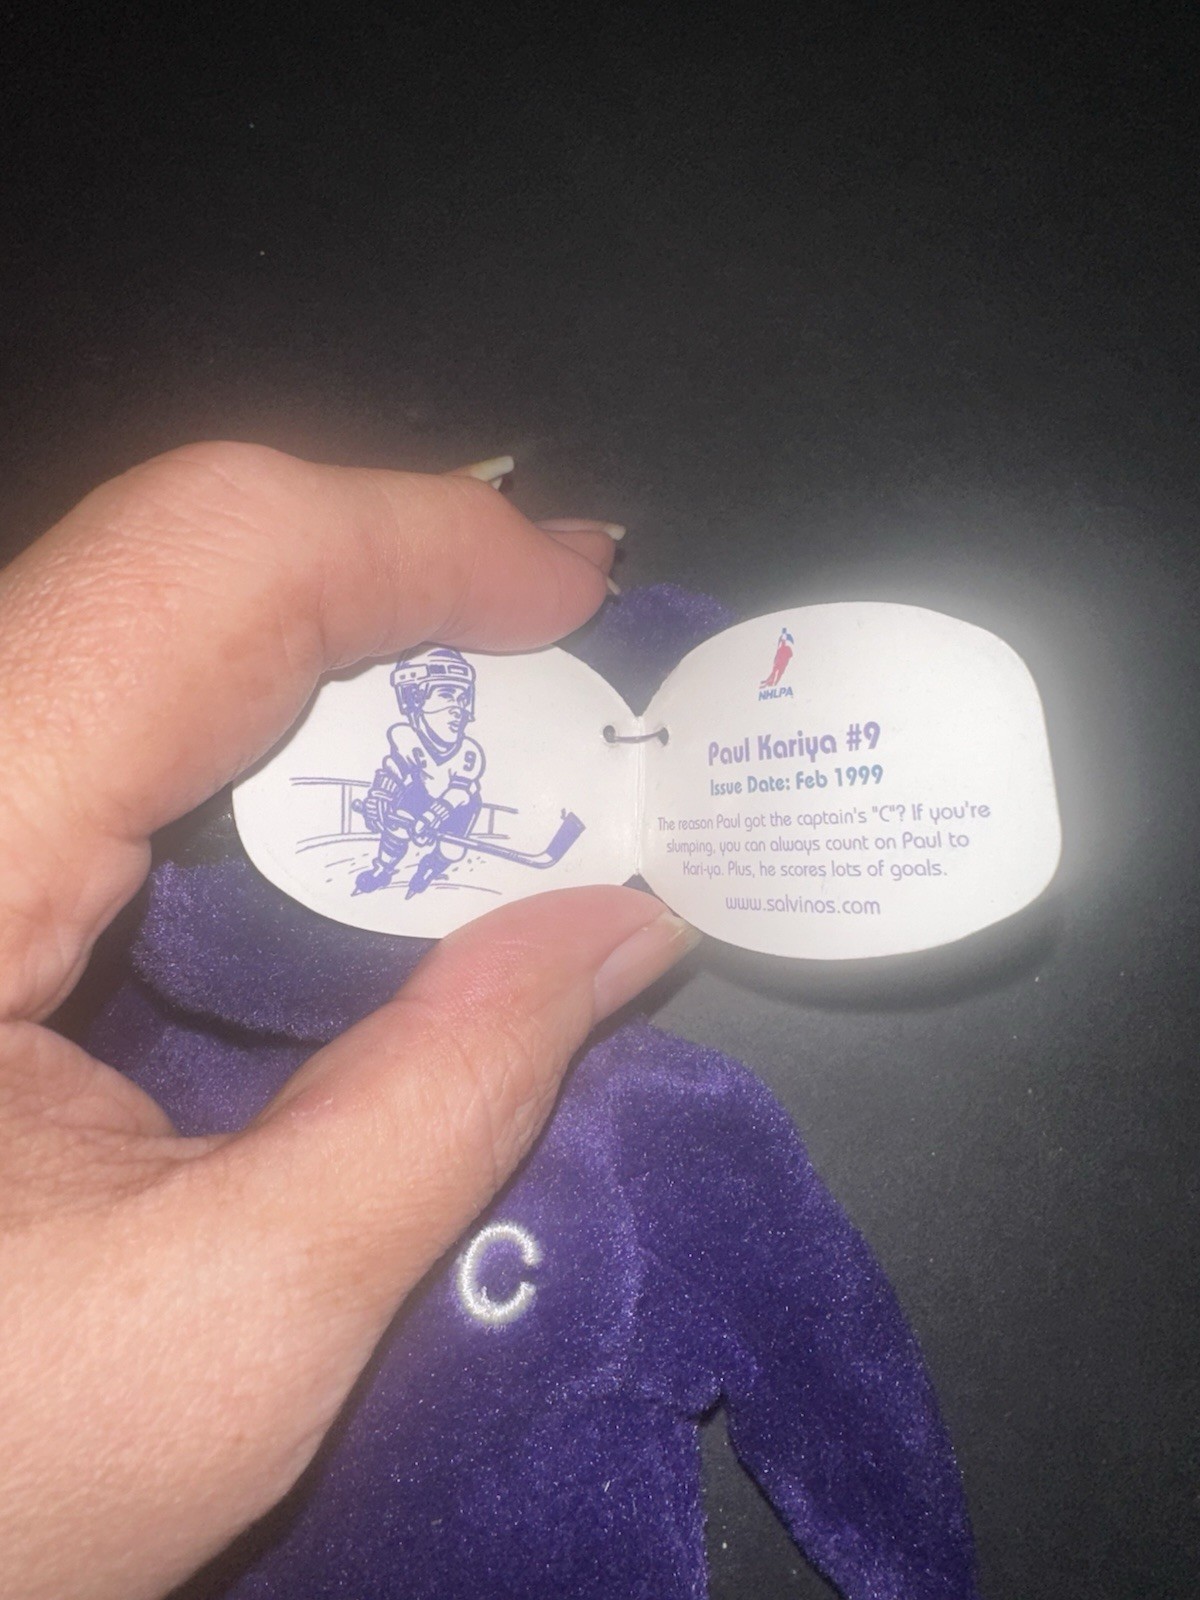 C 9
NHLPA
Paul Kariya #9
Issue Date: Feb 1999
The reason Paul got the captain's "C"? If you're
slumping, you can always count on Paul to
Kari-ya. Plus, he scores lots of goals.
www.salvinos.com
C